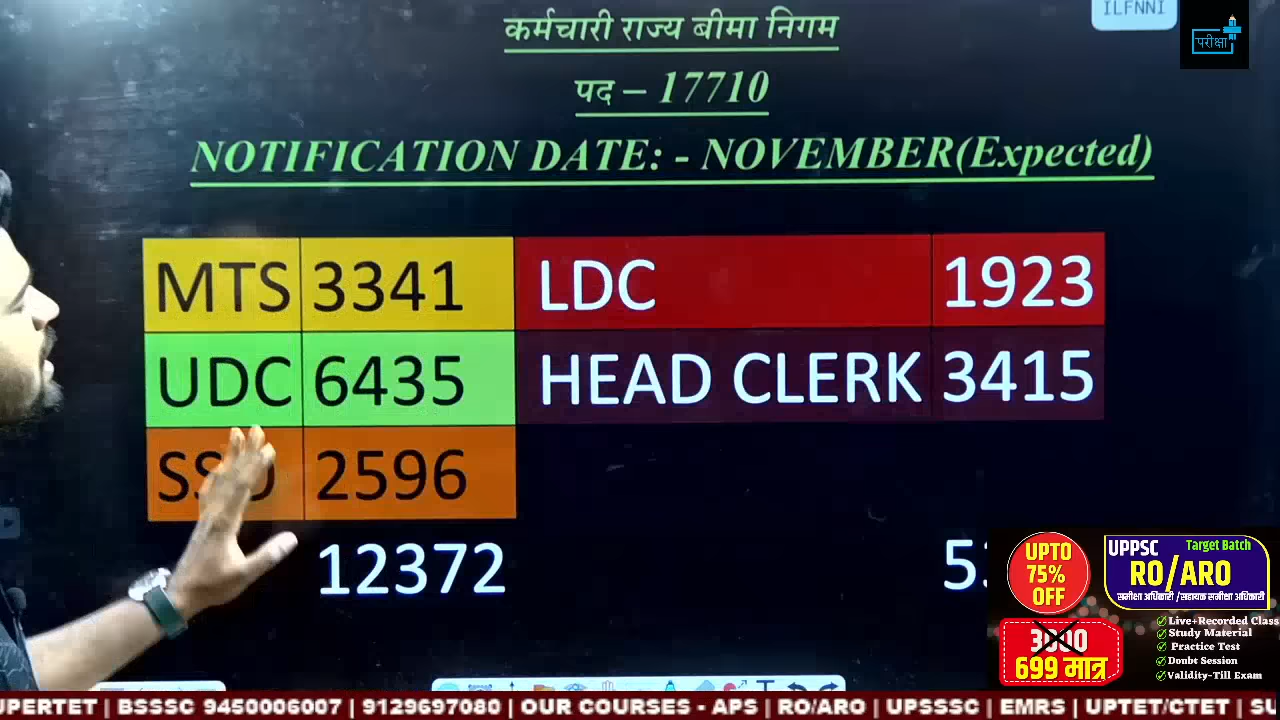 कर्मचारी राज्य बीमा निगम
ILFNNI
परीक्षा
पद – 17710
NOTIFICATION DATE: - NOVEMBER(Expected)
MTS 3341 LDC 1923
UDC 6435 HEAD CLERK 3415
2596
12372
UPTO 75% OFF
UPPSC Target Batch
RO/ARO
समीक्षा अधिकारी /सहायक समीक्षा अधिकारी
3000
699 मात्र
Live+Recorded Class
Study Material
Practice Test
Doubt Session
Validity-Till Exam
UPERTET | BSSSC 9450006007 | 9129697080 | OUR COURSES - APS | RO/ARO | UPSSSC | EMRS | UPTET/CTET | SU